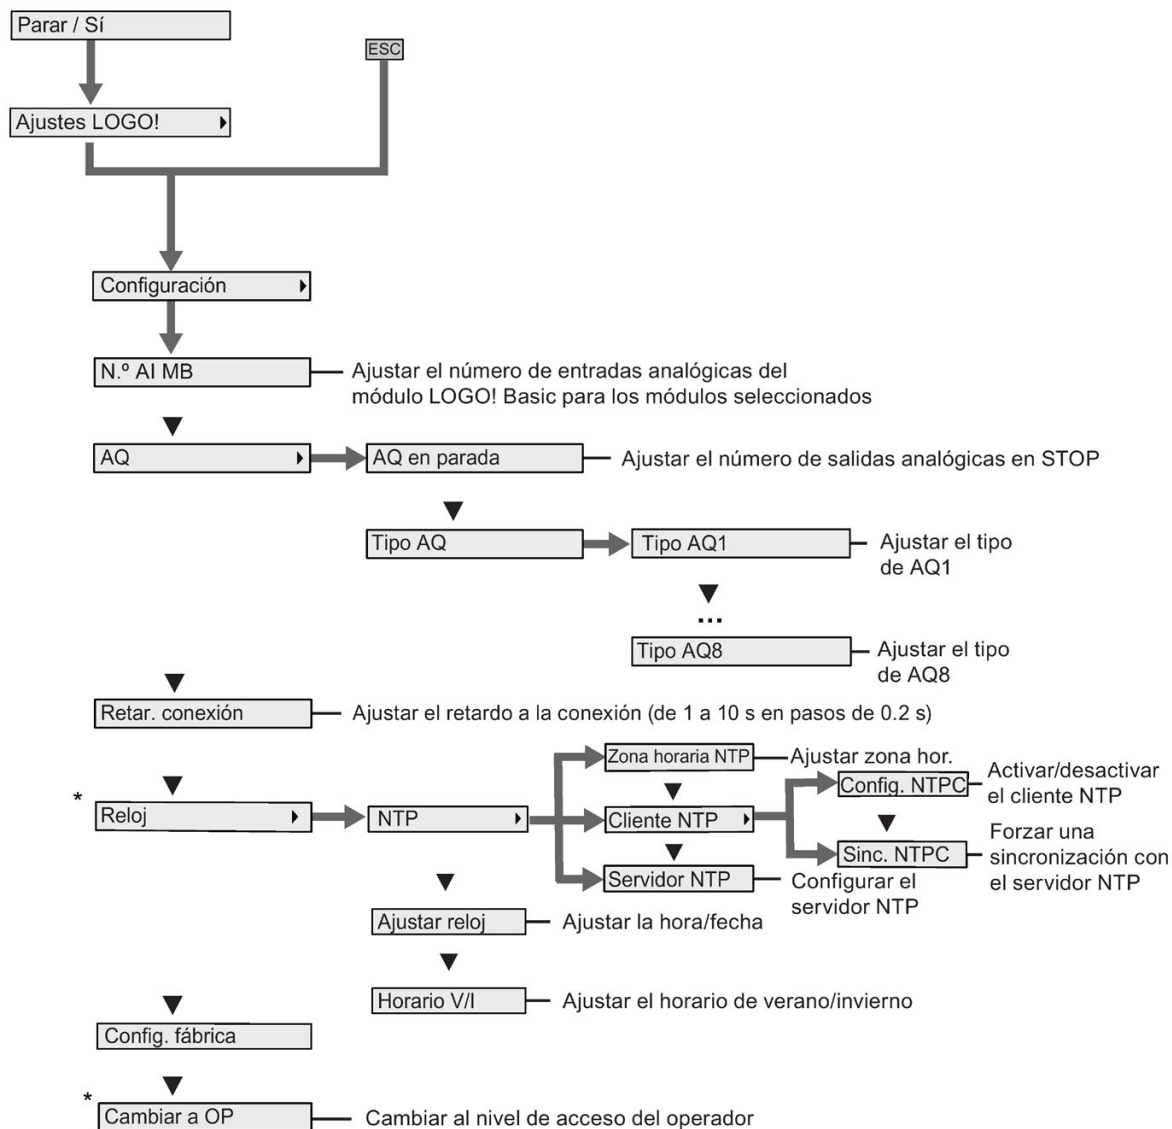 Parar / Sí
ESC
Ajustes LOGO!
Configuración
N.º AI MB
Ajustar el número de entradas analógicas del
módulo LOGO! Basic para los módulos seleccionados
AQ
AQ en parada
Ajustar el número de salidas analógicas en STOP
Tipo AQ
Tipo AQ1
Ajustar el tipo
de AQ1
...
Tipo AQ8
Ajustar el tipo
de AQ8
Retar. conexión
Ajustar el retardo a la conexión (de 1 a 10 s en pasos de 0.2 s)
* Reloj
NTP
Zona horaria NTP
Ajustar zona hor.
Cliente NTP
Config. NTPC
Activar/desactivar
el cliente NTP
Sinc. NTPC
Forzar una
sincronización con
el servidor NTP
Servidor NTP
Configurar el
servidor NTP
Ajustar reloj
Ajustar la hora/fecha
Horario V/I
Ajustar el horario de verano/invierno
Config. fábrica
* Cambiar a OP
Cambiar al nivel de acceso del operador